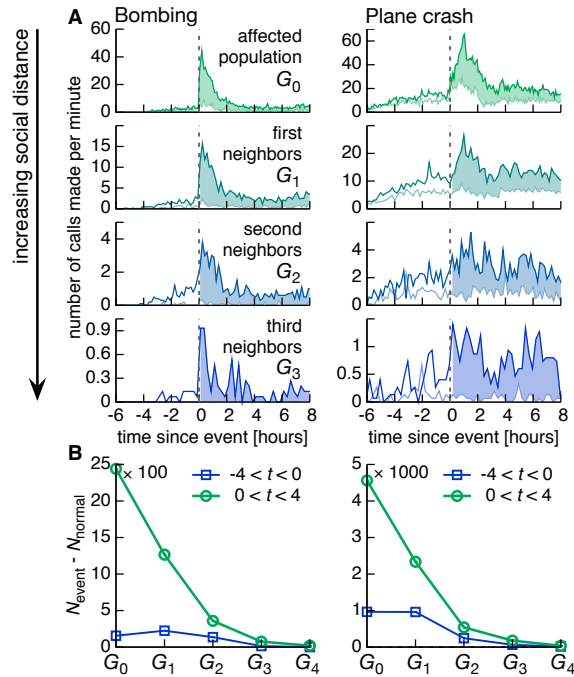 A Bombing Plane crash
increasing social distance
number of calls made per minute
60
40
20
0
affected
population
G0
60
40
20
0
20
15
10
5
0
first
neighbors
G1
20
10
0
4
2
0
second
neighbors
G2
4
2
0
0.9
0.6
0.3
0
third
neighbors
G3
1
0.5
0
-6 -4 -2 0 2 4 6 8
-6 -4 -2 0 2 4 6 8
time since event [hours] time since event [hours]
B
Nevent - Nnormal
25
20
15
10
5
0
× 100
-4 < t < 0
0 < t < 4
G0 G1 G2 G3 G4
5
4
3
2
1
0
× 1000
-4 < t < 0
0 < t < 4
G0 G1 G2 G3 G4